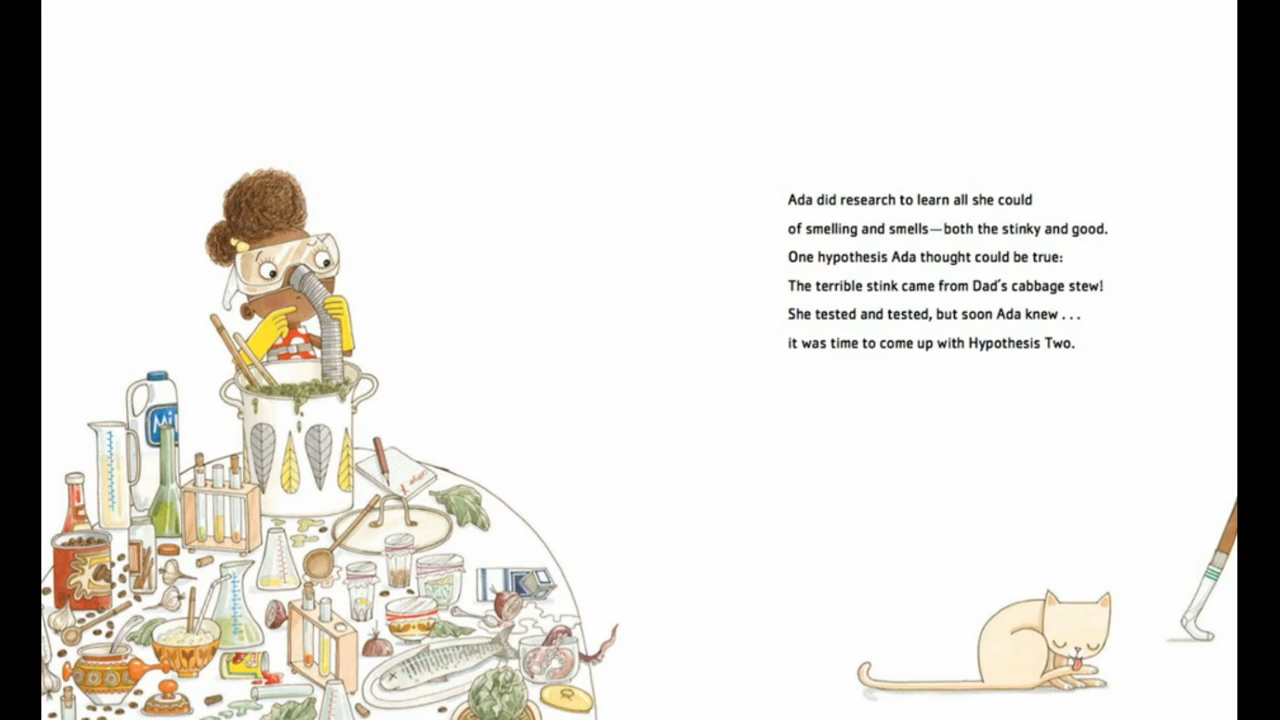 Mil
Ada did research to learn all she could
of smelling and smells—both the stinky and good.
One hypothesis Ada thought could be true:
The terrible stink came from Dad's cabbage stew!
She tested and tested, but soon Ada knew . . .
it was time to come up with Hypothesis Two.